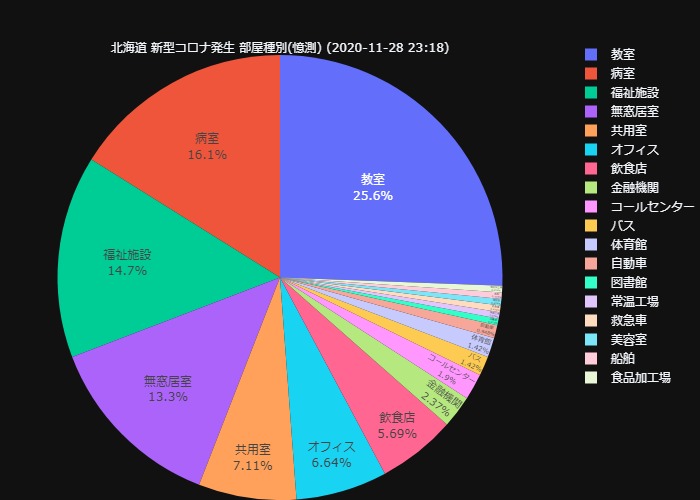 北海道 新型コロナ発生 部屋種別(憶測) (2020-11-28 23:18)
教室
25.6%
病室
16.1%
福祉施設
14.7%
無窓居室
13.3%
共用室
7.11%
オフィス
6.64%
飲食店
5.69%
金融機関
2.37%
コールセンター
1.9%
バス
1.42%
体育館
1.42%
自動車
教室
病室
福祉施設
無窓居室
共用室
オフィス
飲食店
金融機関
コールセンター
バス
体育館
自動車
図書館
常温工場
救急車
美容室
船舶
食品加工場